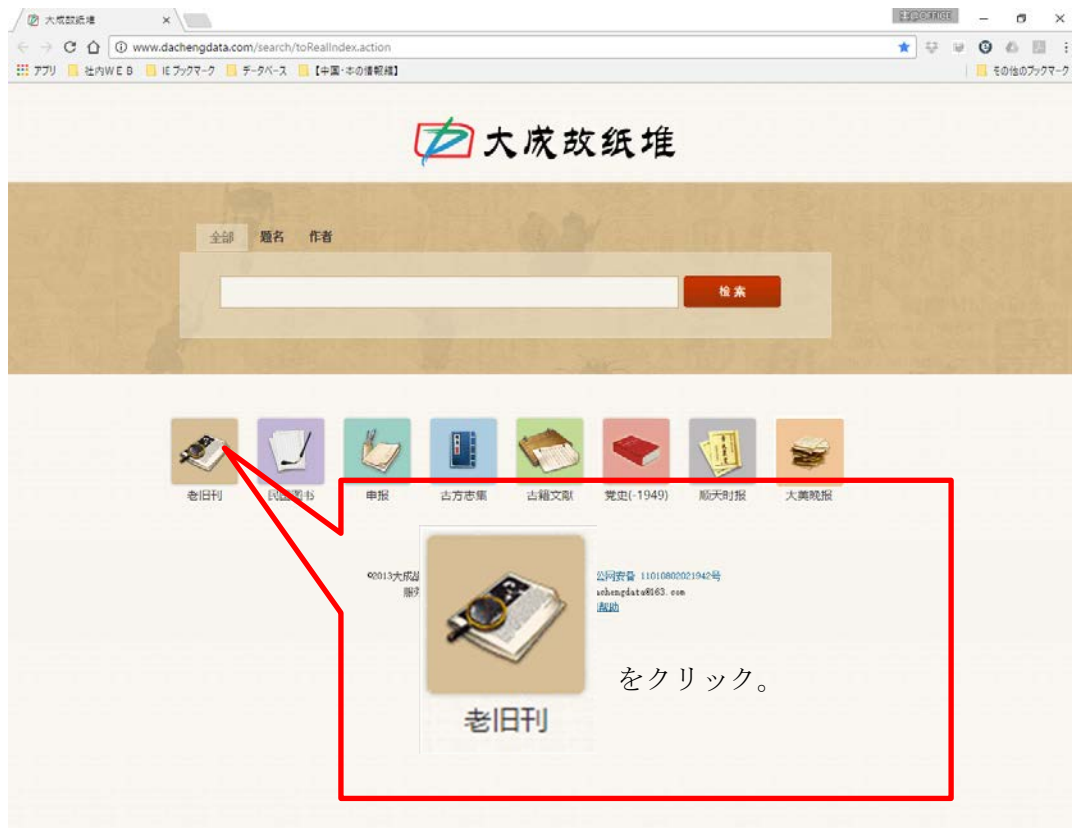 大成故纸堆
www.dachengdata.com/search/toRealIndex.action
アプリ 社内WEB IEブックマーク データベース 【中国・本の情報網】 その他のブックマーク
大成故纸堆
全部 题名 作者
检索
老旧刊 民国图书 申报 古方志集 古籍文献 党史(-1949) 顺天时报 大美晚报
©2013大成故 公网安备 11010802021942号
服务 achengdata@163.com
帮助
老旧刊
をクリック。